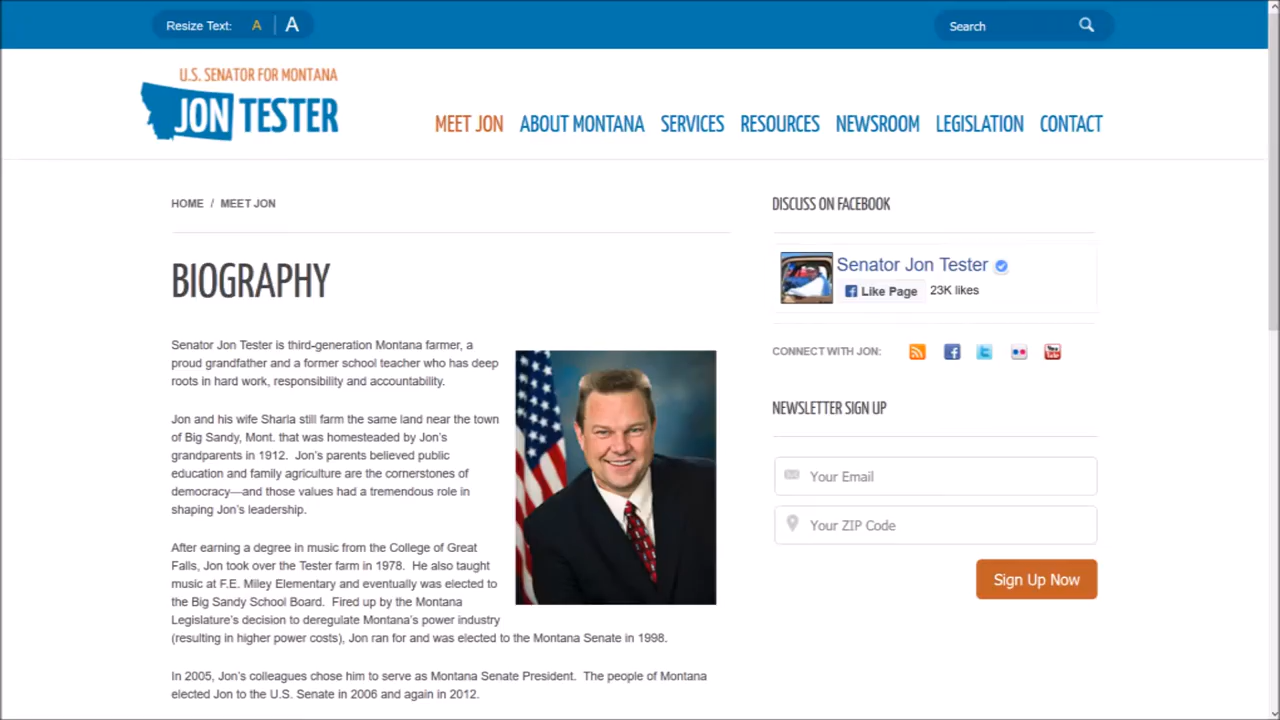 Resize Text: A | A
Search
U.S. SENATOR FOR MONTANA
JON TESTER
MEET JON ABOUT MONTANA SERVICES RESOURCES NEWSROOM LEGISLATION CONTACT
HOME / MEET JON
BIOGRAPHY
Senator Jon Tester is third-generation Montana farmer, a
proud grandfather and a former school teacher who has deep
roots in hard work, responsibility and accountability.
Jon and his wife Sharla still farm the same land near the town
of Big Sandy, Mont. that was homesteaded by Jon's
grandparents in 1912. Jon's parents believed public
education and family agriculture are the cornerstones of
democracy—and those values had a tremendous role in
shaping Jon's leadership.
After earning a degree in music from the College of Great
Falls, Jon took over the Tester farm in 1978. He also taught
music at F.E. Miley Elementary and eventually was elected to
the Big Sandy School Board. Fired up by the Montana
Legislature's decision to deregulate Montana's power industry
(resulting in higher power costs), Jon ran for and was elected to the Montana Senate in 1998.
In 2005, Jon's colleagues chose him to serve as Montana Senate President. The people of Montana
elected Jon to the U.S. Senate in 2006 and again in 2012.
DISCUSS ON FACEBOOK
Senator Jon Tester
Like Page 23K likes
CONNECT WITH JON:
NEWSLETTER SIGN UP
Your Email
Your ZIP Code
Sign Up Now